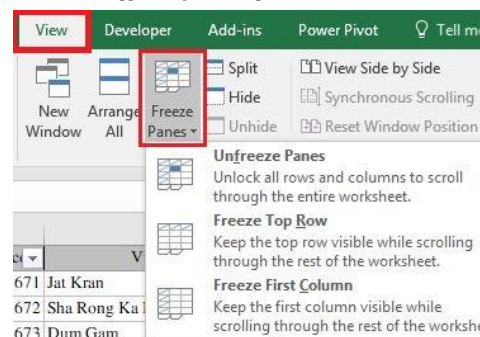 View Developer Add-ins Power Pivot Tell m
New Window
Arrange All
Freeze Panes
Split
Hide
Unhide
View Side by Side
Synchronous Scrolling
Reset Window Position
Unfreeze Panes
Unlock all rows and columns to scroll
through the entire worksheet.
Freeze Top Row
Keep the top row visible while scrolling
through the rest of the worksheet.
Freeze First Column
Keep the first column visible while
scrolling through the rest of the workshe
V
671 Jat Kran
672 Sha Rong Ka
673 Dum Gam